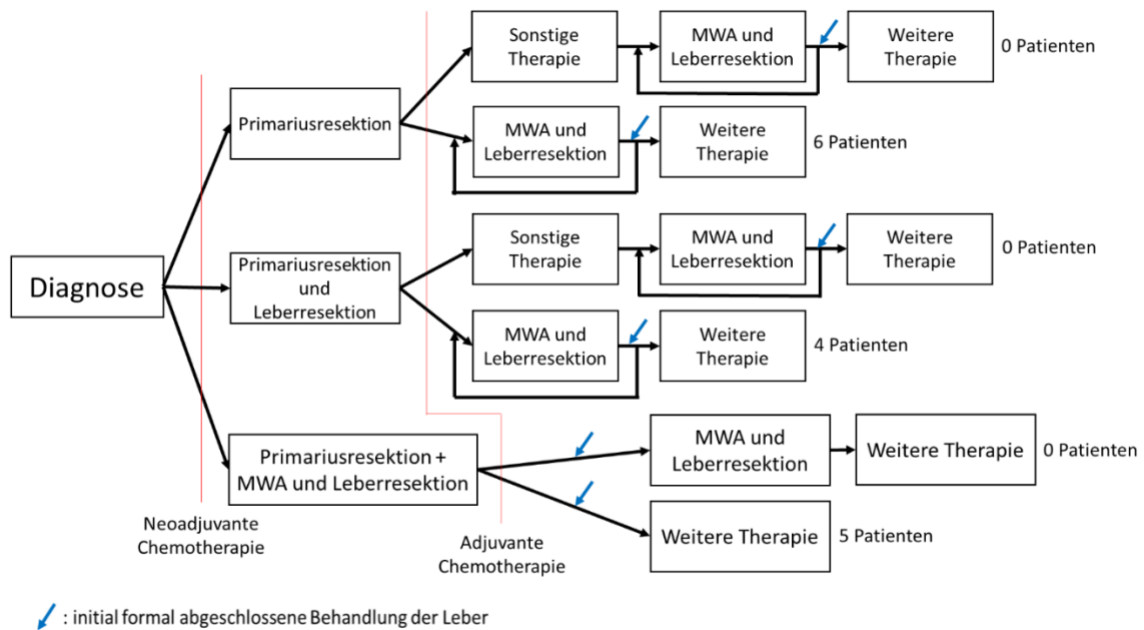 Sonstige
Therapie
MWA und
Leberresektion
Weitere
Therapie
0 Patienten
Primariusresektion
MWA und
Leberresektion
Weitere
Therapie
6 Patienten
Diagnose
Primariusresektion
und
Leberresektion
Sonstige
Therapie
MWA und
Leberresektion
Weitere
Therapie
0 Patienten
MWA und
Leberresektion
Weitere
Therapie
4 Patienten
Primariusresektion +
MWA und Leberresektion
MWA und
Leberresektion
Weitere Therapie
0 Patienten
Weitere Therapie
5 Patienten
Neoadjuvante
Chemotherapie
Adjuvante
Chemotherapie
: initial formal abgeschlossene Behandlung der Leber